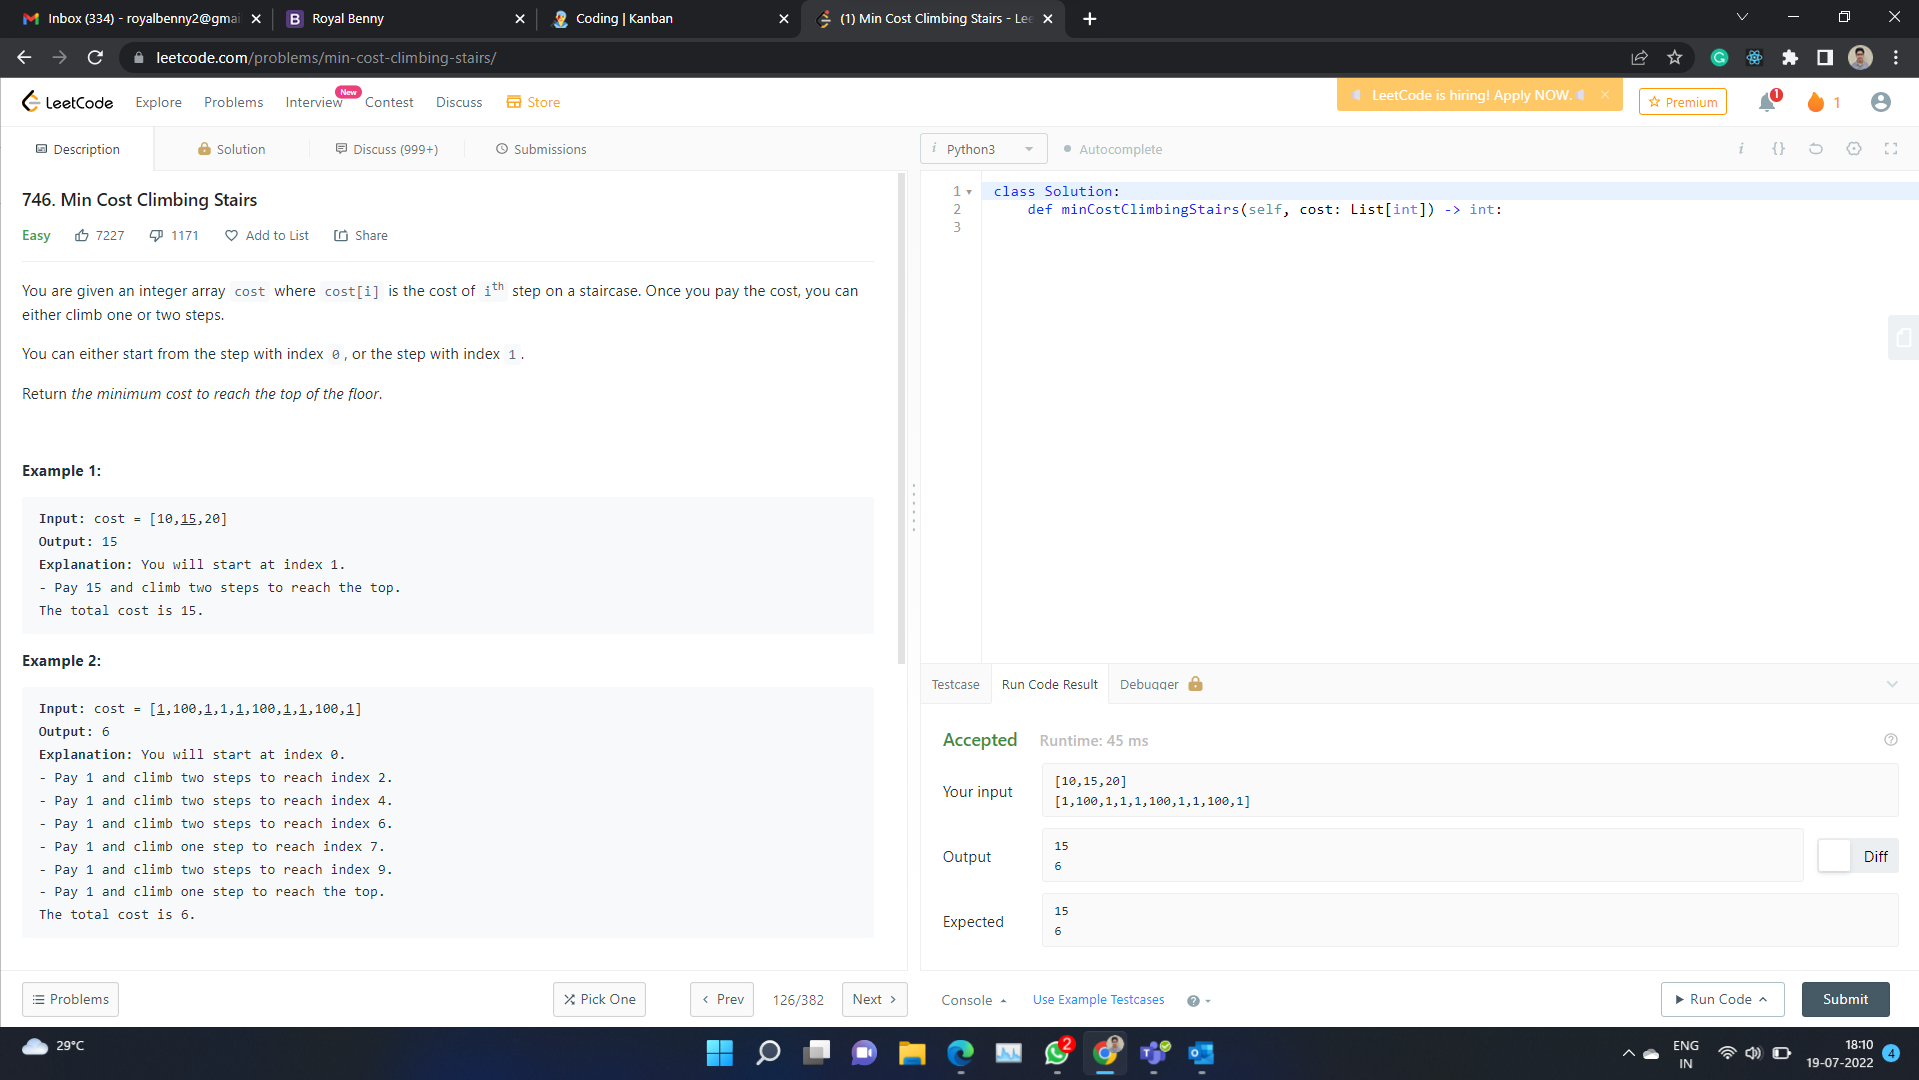 Inbox (334) - royalbenny2@gmai
Royal Benny
Coding | Kanban
(1) Min Cost Climbing Stairs - Lee
leetcode.com/problems/min-cost-climbing-stairs/
LeetCode
Explore
Problems
Interview
New
Contest
Discuss
Store
LeetCode is hiring! Apply NOW.
Premium
1
1
Description
Solution
Discuss (999+)
Submissions
746. Min Cost Climbing Stairs
Easy
7227
1171
Add to List
Share
You are given an integer array cost where cost[i] is the cost of ith step on a staircase. Once you pay the cost, you can
either climb one or two steps.
You can either start from the step with index 0, or the step with index 1.
Return the minimum cost to reach the top of the floor.
Example 1:
Input: cost = [10,15,20]
Output: 15
Explanation: You will start at index 1.
- Pay 15 and climb two steps to reach the top.
The total cost is 15.
Example 2:
Input: cost = [1,100,1,1,1,100,1,1,100,1]
Output: 6
Explanation: You will start at index 0.
- Pay 1 and climb two steps to reach index 2.
- Pay 1 and climb two steps to reach index 4.
- Pay 1 and climb two steps to reach index 6.
- Pay 1 and climb one step to reach index 7.
- Pay 1 and climb two steps to reach index 9.
- Pay 1 and climb one step to reach the top.
The total cost is 6.
Problems
Pick One
Prev
126/382
Next
i Python3
Autocomplete
i {}
1 class Solution:
2 def minCostClimbingStairs(self, cost: List[int]) -> int:
3
Testcase
Run Code Result
Debugger
Accepted
Runtime: 45 ms
Your input
[10,15,20]
[1,100,1,1,1,100,1,1,100,1]
Output
15
6
Diff
Expected
15
6
Console
Use Example Testcases
Run Code
Submit
29°C
2
ENG
IN
18:10
19-07-2022
4